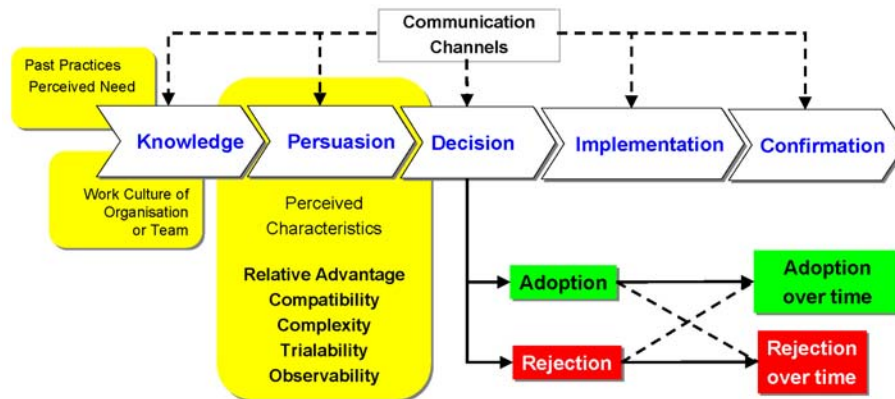 Communication
Channels
Past Practices
Perceived Need
Knowledge
Persuasion
Decision
Implementation
Confirmation
Work Culture of
Organisation
or Team
Perceived
Characteristics
Relative Advantage
Compatibility
Complexity
Trialability
Observability
Adoption
Adoption
over time
Rejection
Rejection
over time